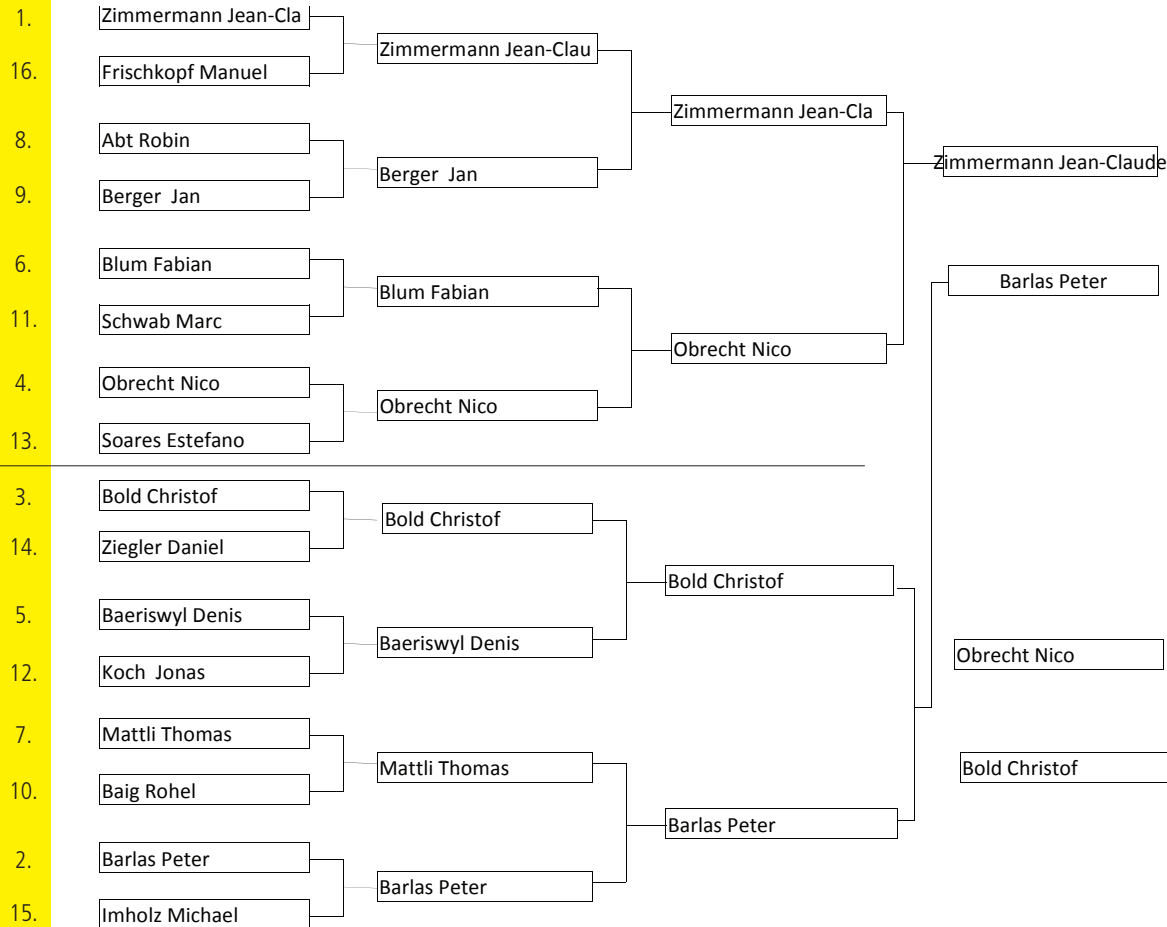 1.
Zimmermann Jean-Cla
16.
Frischkopf Manuel
8.
Abt Robin
9.
Berger  Jan
6.
Blum Fabian
11.
Schwab Marc
4.
Obrecht Nico
13.
Soares Estefano
3.
Bold Christof
14.
Ziegler Daniel
5.
Baeriswyl Denis
12.
Koch  Jonas
7.
Mattli Thomas
10.
Baig Rohel
2.
Barlas Peter
15.
Imholz Michael
Zimmermann Jean-Clau
Berger  Jan
Blum Fabian
Obrecht Nico
Bold Christof
Baeriswyl Denis
Mattli Thomas
Barlas Peter
Zimmermann Jean-Cla
Obrecht Nico
Bold Christof
Barlas Peter
Zimmermann Jean-Claude
Barlas Peter
Obrecht Nico
Bold Christof